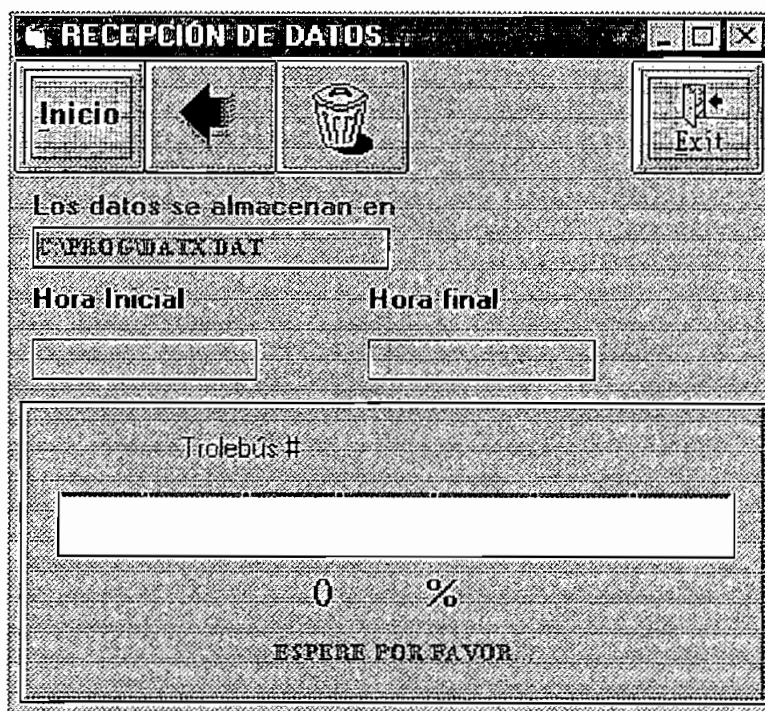 RECEPCIÓN DE DATOS...
Inicio
Exit
Los datos se almacenan en
C:\PROG\DATX.DAT
Hora Inicial Hora final
Trolebús #
0 %
ESPERE POR FAVOR